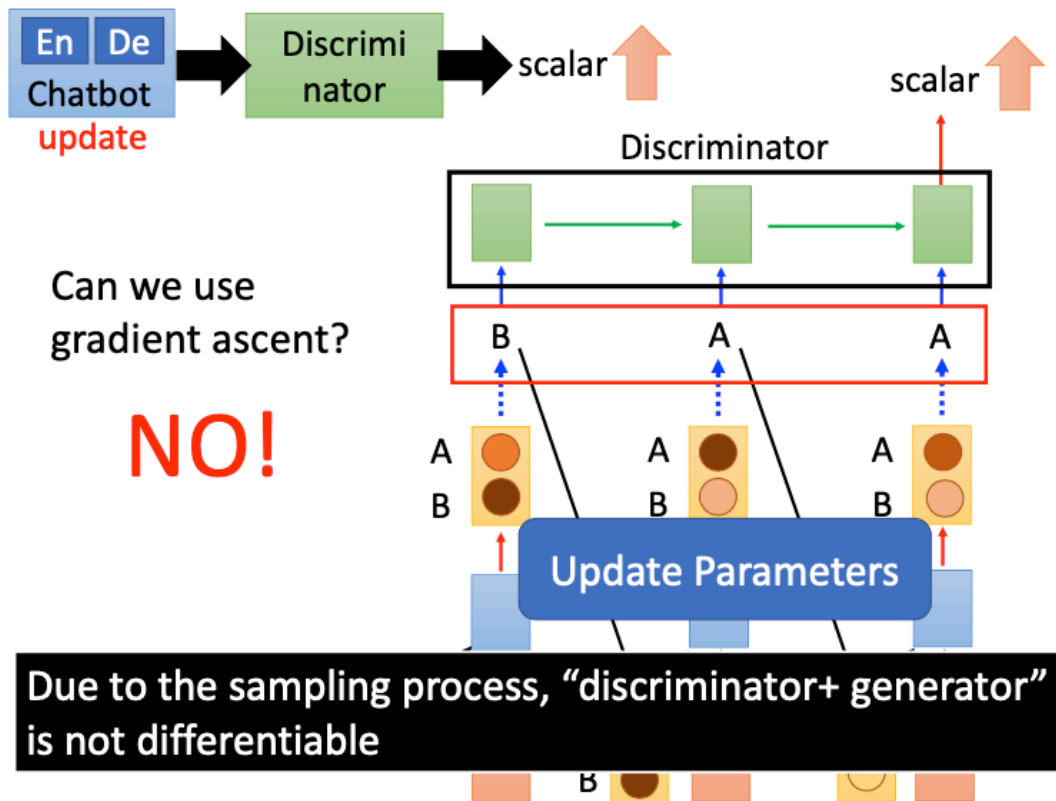 En De
Chatbot
update
Discrimi
nator
scalar
scalar
Discriminator
Can we use
gradient ascent?
NO!
B A A
A A A
B B B
Update Parameters
Due to the sampling process, “discriminator+ generator”
is not differentiable
B